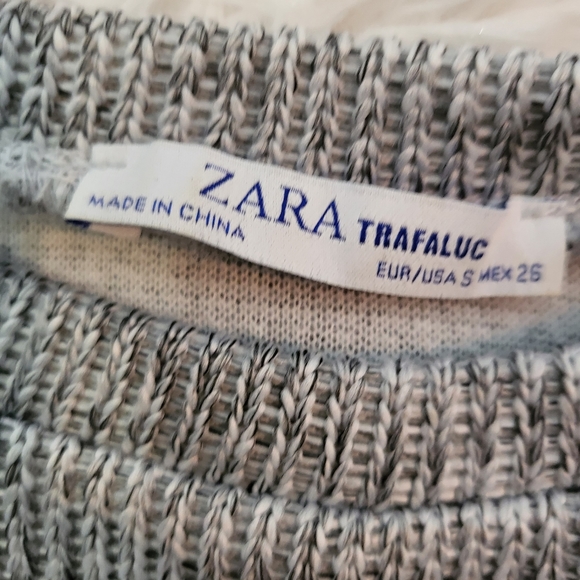 ZARA TRAFALUC
MADE IN CHINA
EUR/USA S MEX 26